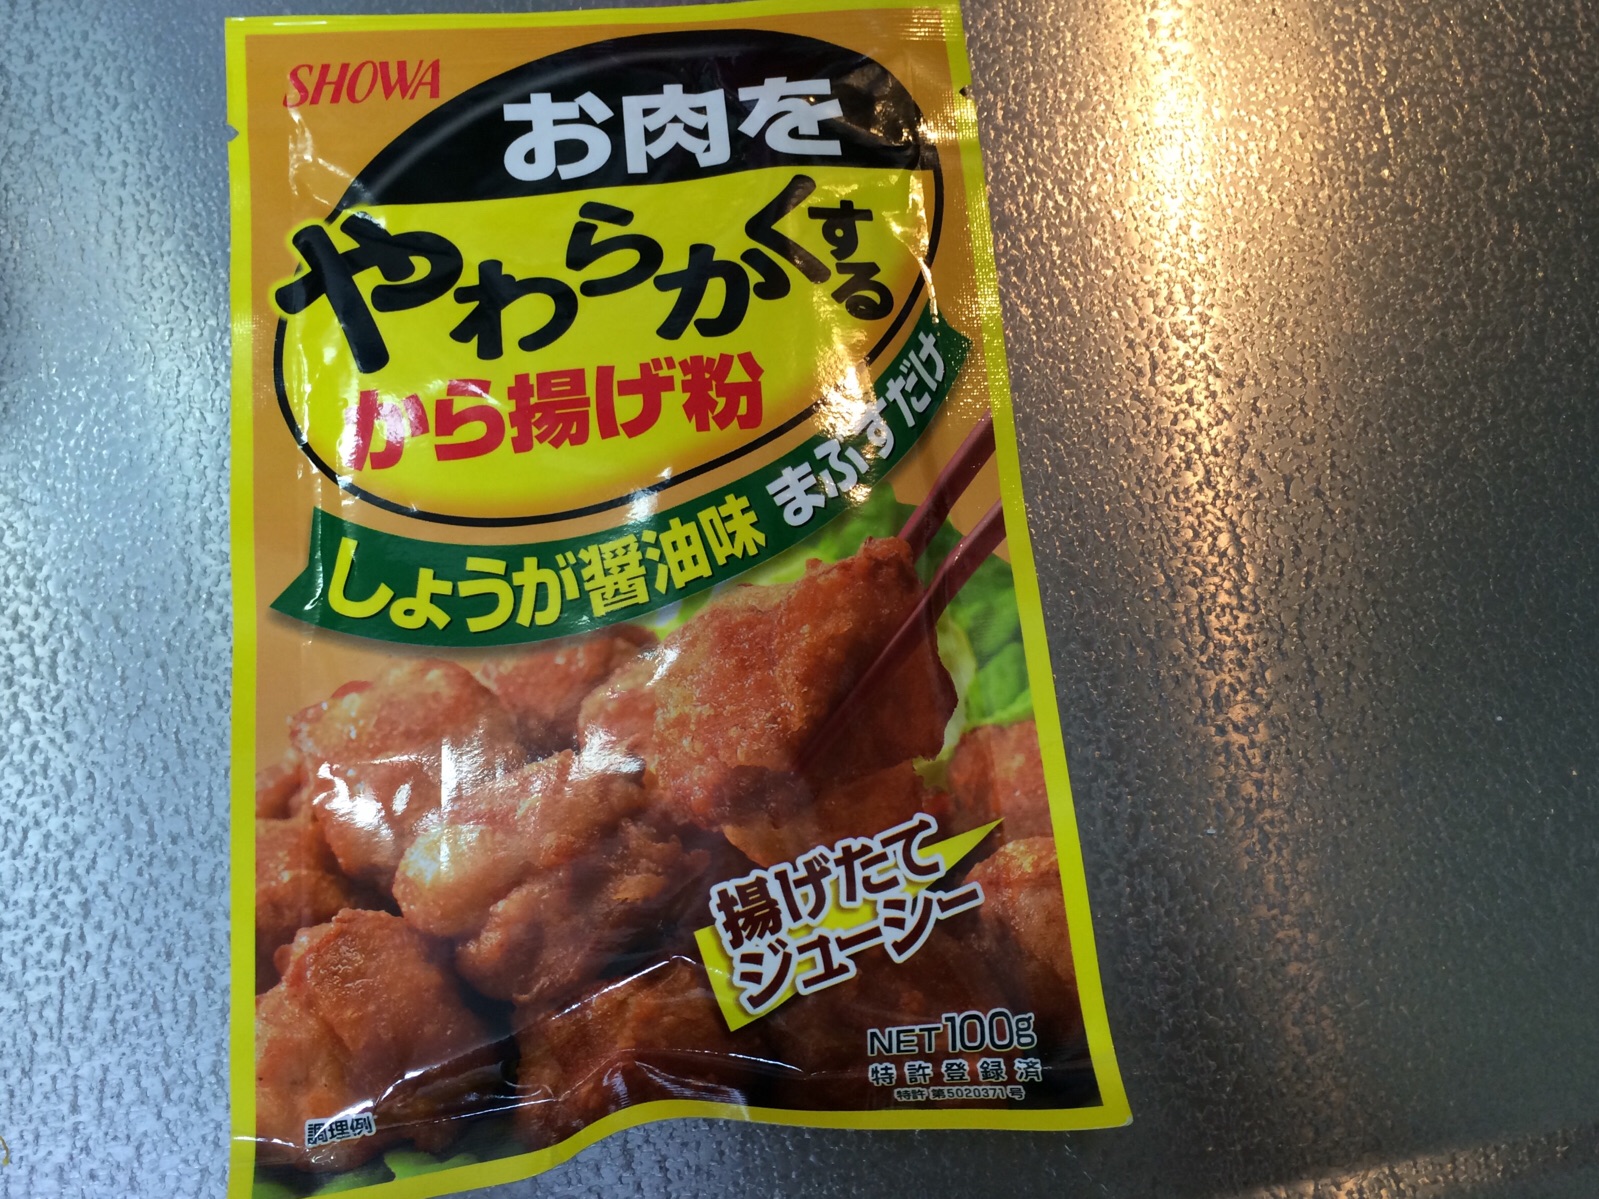 SHOWA
お肉を
やわらかくする
から揚げ粉
しょうが醤油味 まぶすだけ
揚げたて
ジューシー
NET100g
特許登録済
特許 第5020371号
調理例